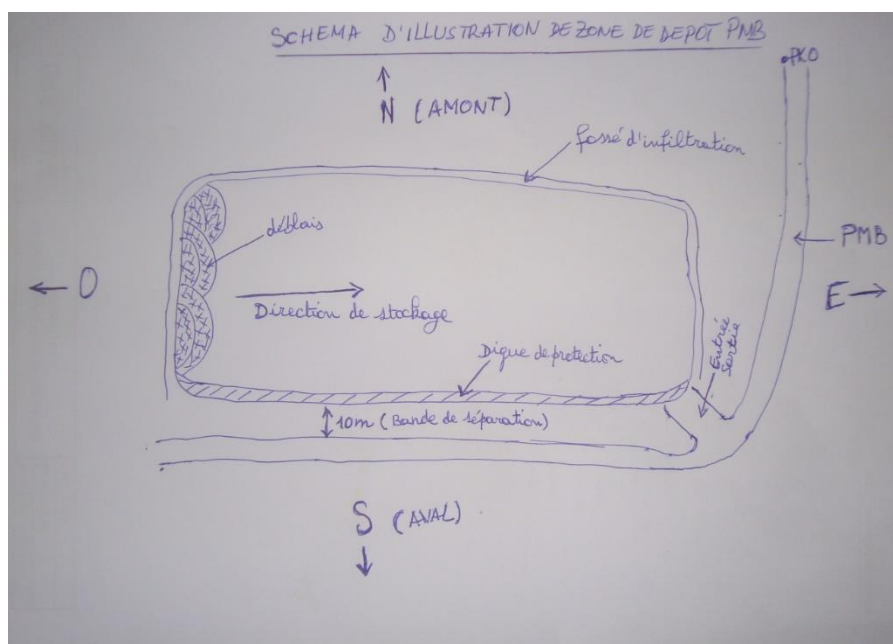 SCHEMA D'ILLUSTRATION DE ZONE DE DEPOT PMB
PK0
N (AMONT)
fossé d'infiltration
déblais
PMB
O
E
Direction de stockage
Entrée
Sortie
Digue de protection
10m (Bande de séparation)
S (AVAL)